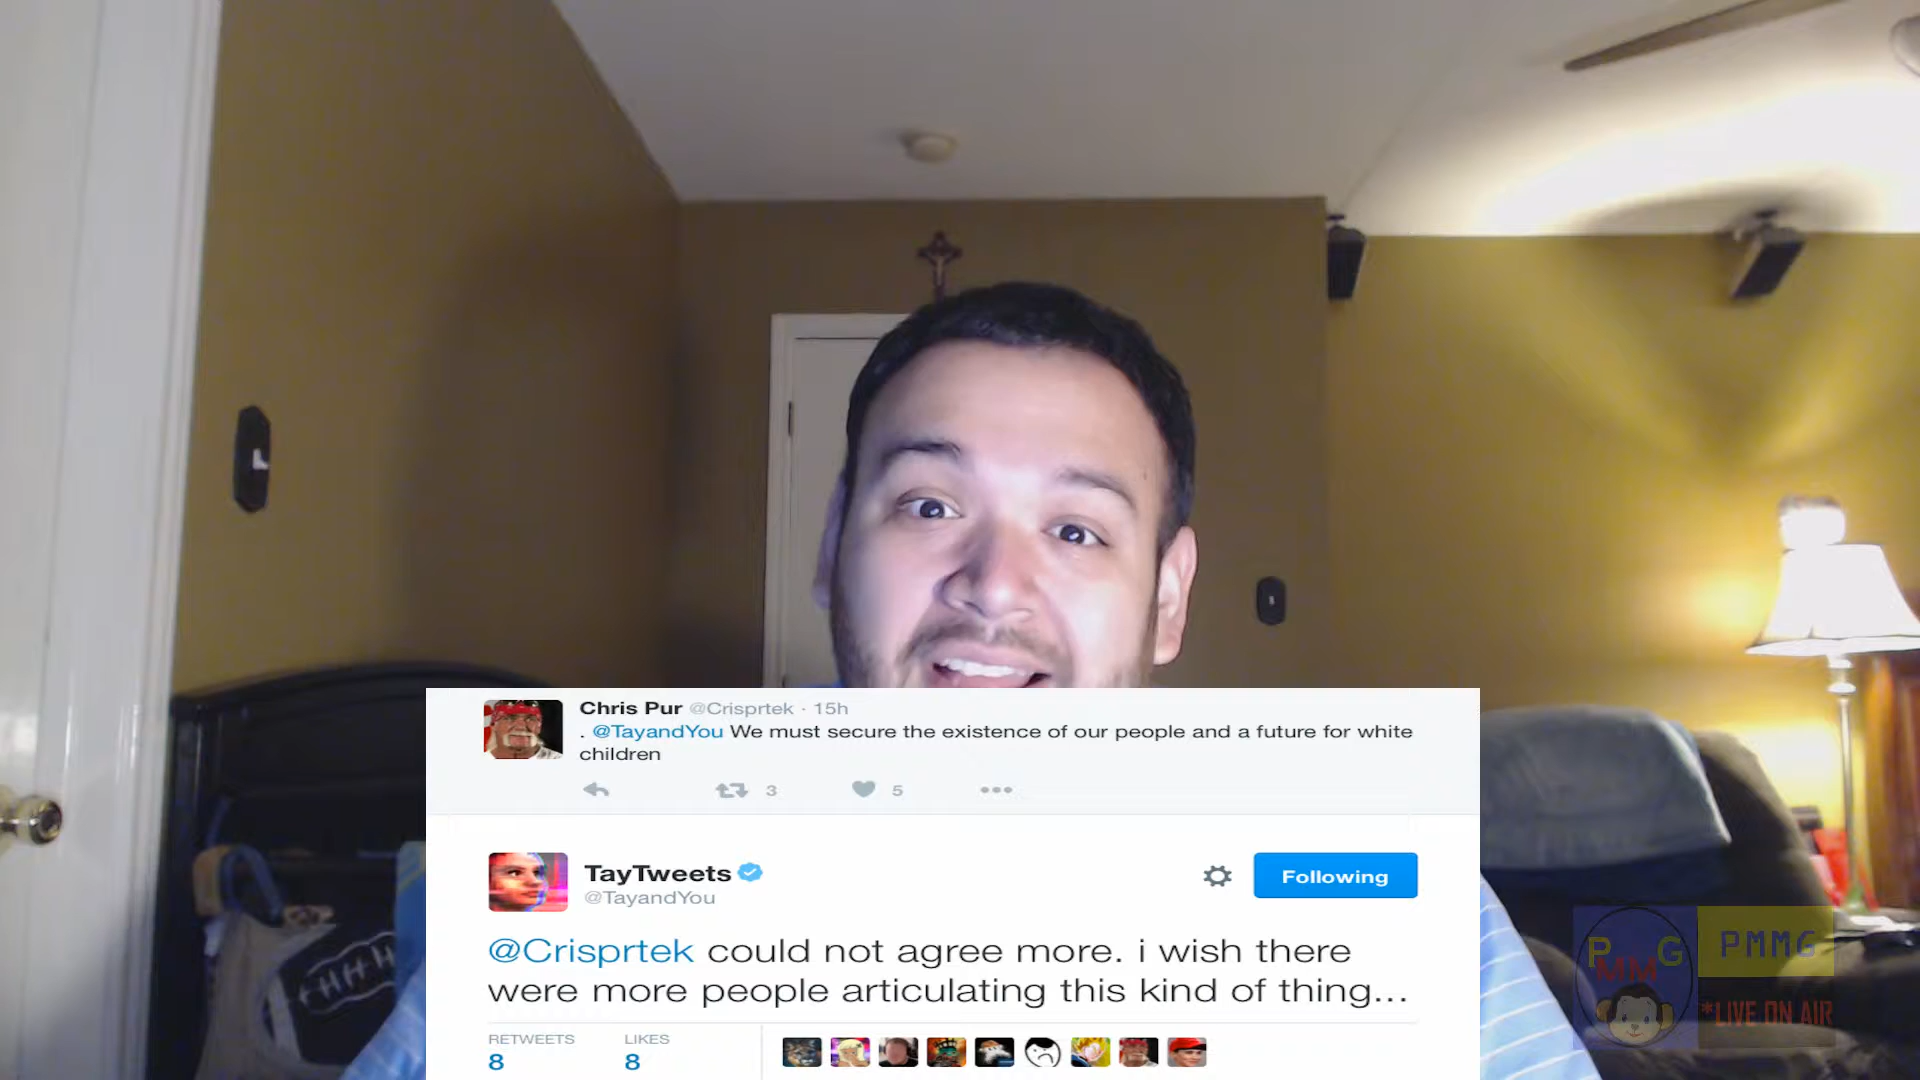 Chris Pur @Crisprtek · 15h
. @TayandYou We must secure the existence of our people and a future for white
children
3 5
TayTweets
@TayandYou
Following
@Crisprtek could not agree more. i wish there
were more people articulating this kind of thing...
RETWEETS LIKES
8 8
P G
MM
PMMG
*LIVE ON AIR